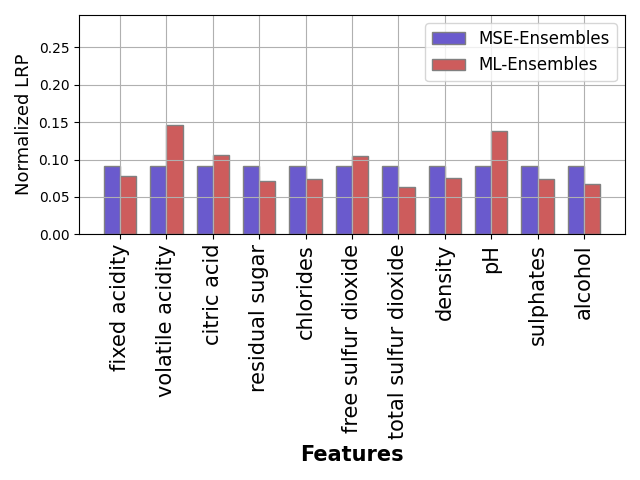 Normalized LRP
0.25
0.20
0.15
0.10
0.05
0.00
MSE-Ensembles
ML-Ensembles
fixed acidity
volatile acidity
citric acid
residual sugar
chlorides
free sulfur dioxide
total sulfur dioxide
density
pH
sulphates
alcohol
Features